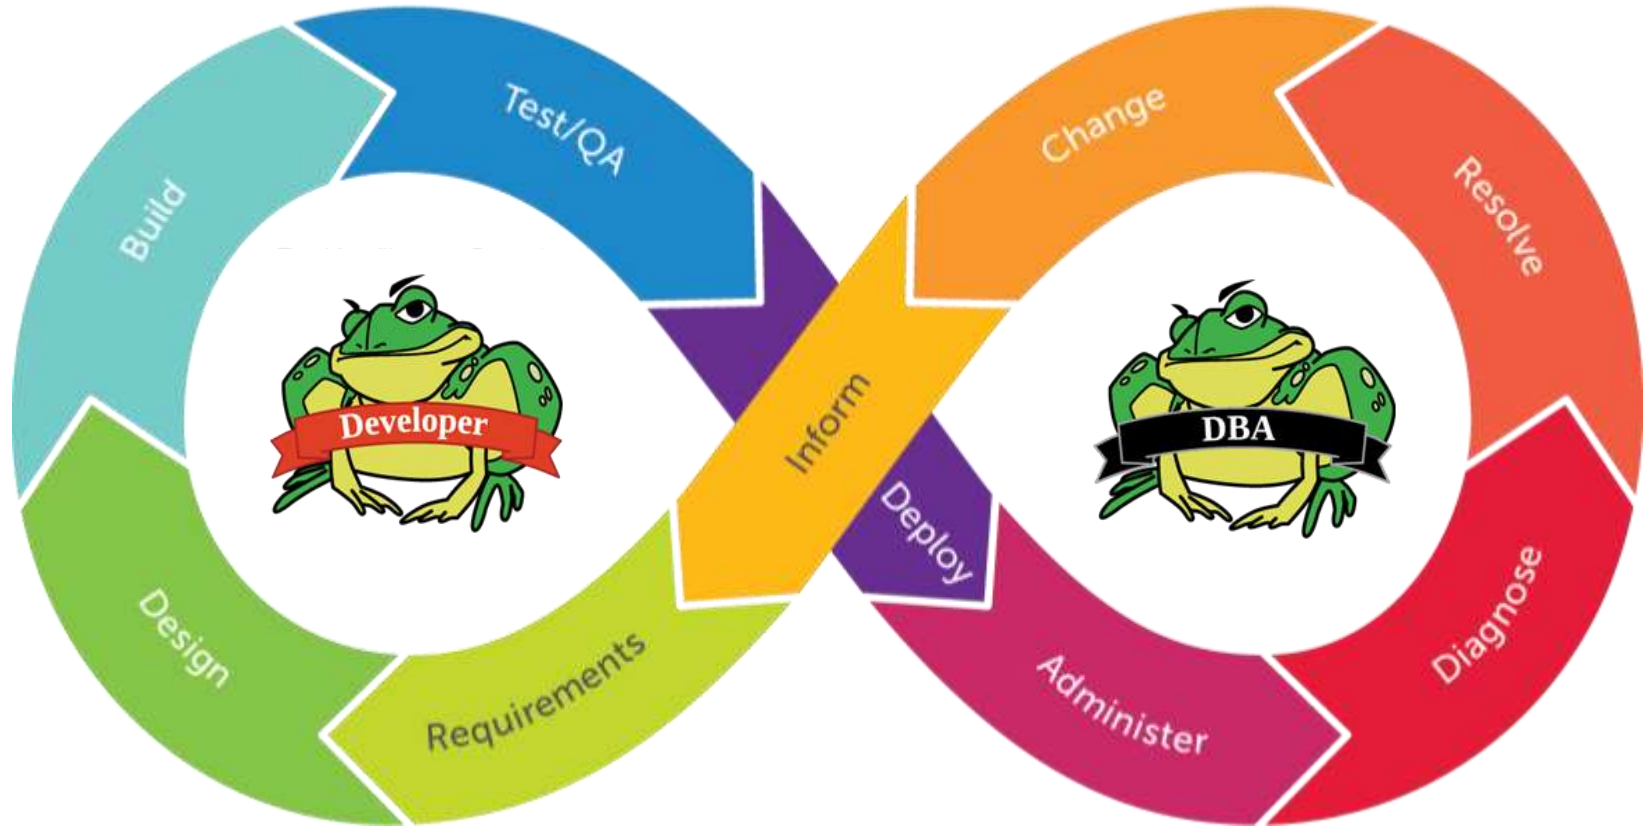 Test/QA
Change
Build
Resolve
Developer
DBA
Inform
Deploy
Design
Diagnose
Requirements
Administer